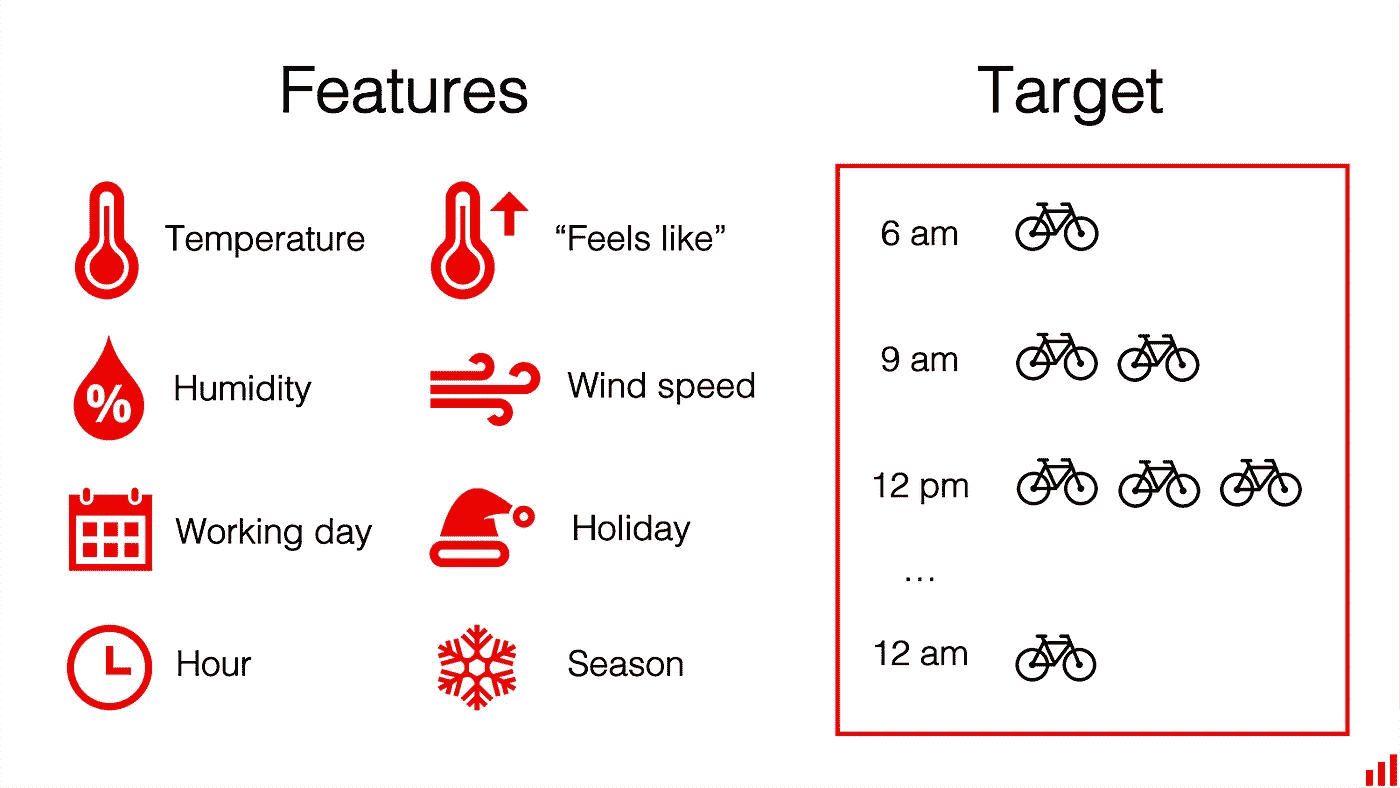 Features
Target
Temperature
“Feels like”
Humidity
Wind speed
Working day
Holiday
Hour
Season
%
6 am
9 am
12 pm
...
12 am